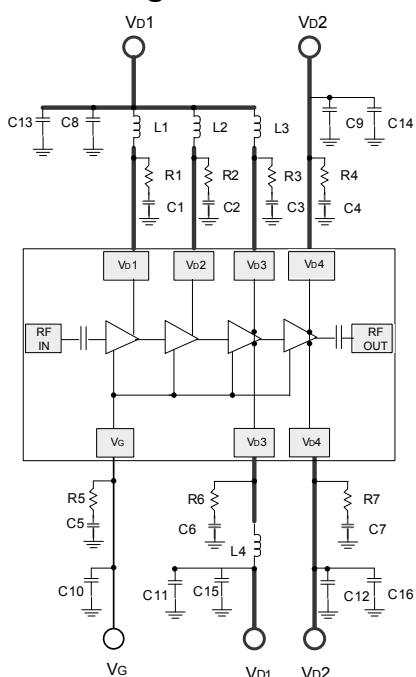 VD1 VD2
C13 C8 L1 L2 L3 C9 C14
R1 R2 R3 R4
C1 C2 C3 C4
VD1 VD2 VD3 VD4
RF IN
RF OUT
VG VD3 VD4
R5 R6 R7
C5 C6 C7
L4
C10 C11 C15 C12 C16
VG VD1 VD2